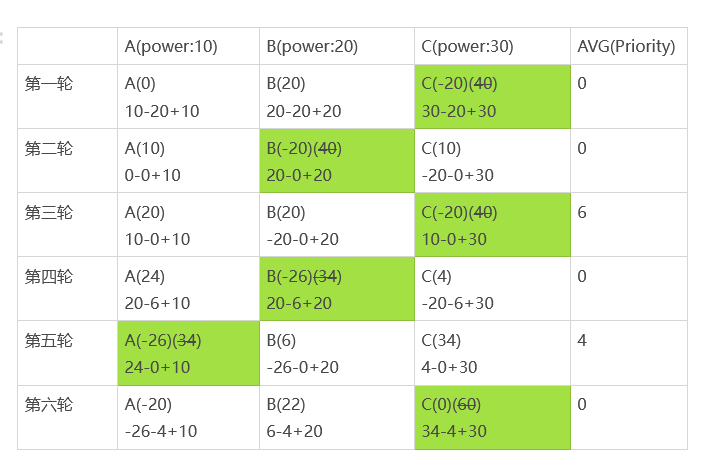 A(power:10) B(power:20) C(power:30) AVG(Priority)
第一轮 A(0) B(20) C(-20)(40) 0
10-20+10 20-20+20 30-20+30
第二轮 A(10) B(-20)(40) C(10) 0
0-0+10 20-0+20 -20-0+30
第三轮 A(20) B(20) C(-20)(40) 6
10-0+10 -20-0+20 10-0+30
第四轮 A(24) B(-26)(34) C(4) 0
20-6+10 20-6+20 -20-6+30
第五轮 A(-26)(34) B(6) C(34) 4
24-0+10 -26-0+20 4-0+30
第六轮 A(-20) B(22) C(0)(60) 0
-26-4+10 6-4+20 34-4+30